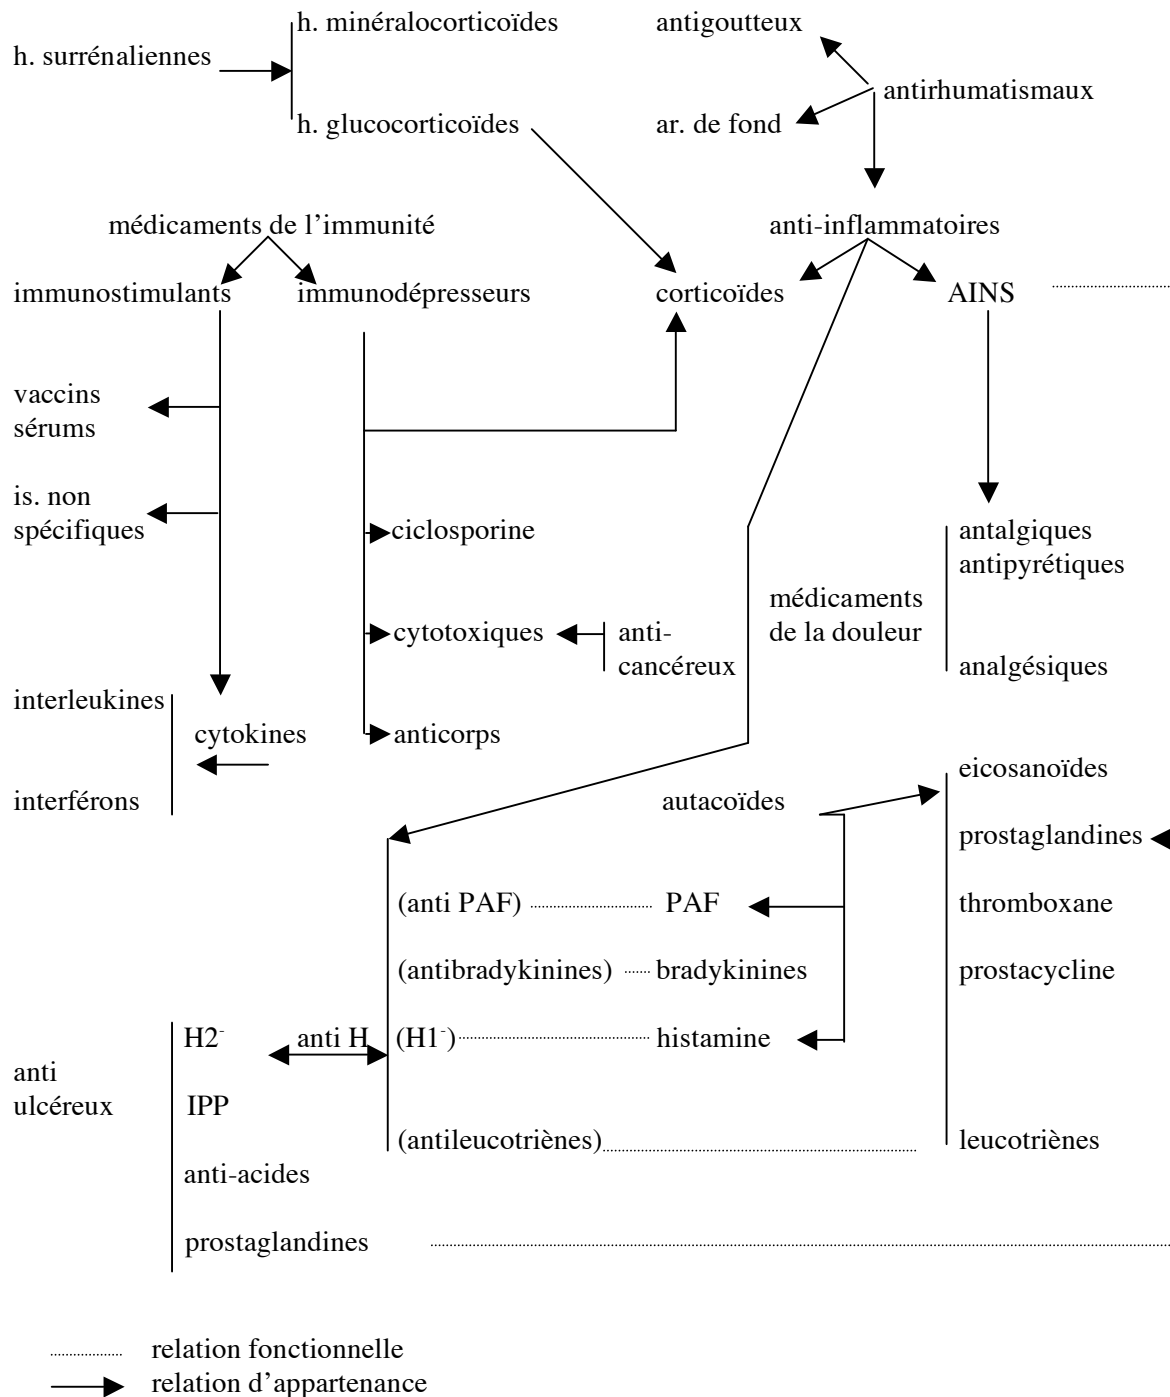 h. minéralocorticoïdes
antigoutteux
h. surrénaliennes
antirhumatismaux
h. glucocorticoïdes
ar. de fond
médicaments de l'immunité
anti-inflammatoires
immunostimulants
immunodépresseurs
corticoïdes
AINS
vaccins
sérums
is. non
spécifiques
ciclosporine
antalgiques
antipyrétiques
médicaments
de la douleur
cytotoxiques
anti-
cancéreux
analgésiques
interleukines
cytokines
anticorps
interférons
autacoïdes
eicosanoïdes
prostaglandines
(anti PAF)
PAF
thromboxane
(antibradykinines)
bradykinines
prostacycline
H2⁻
anti H
(H1⁻)
histamine
anti
ulcéreux
IPP
(antileucotriènes)
leucotriènes
anti-acides
prostaglandines
relation fonctionnelle
relation d'appartenance